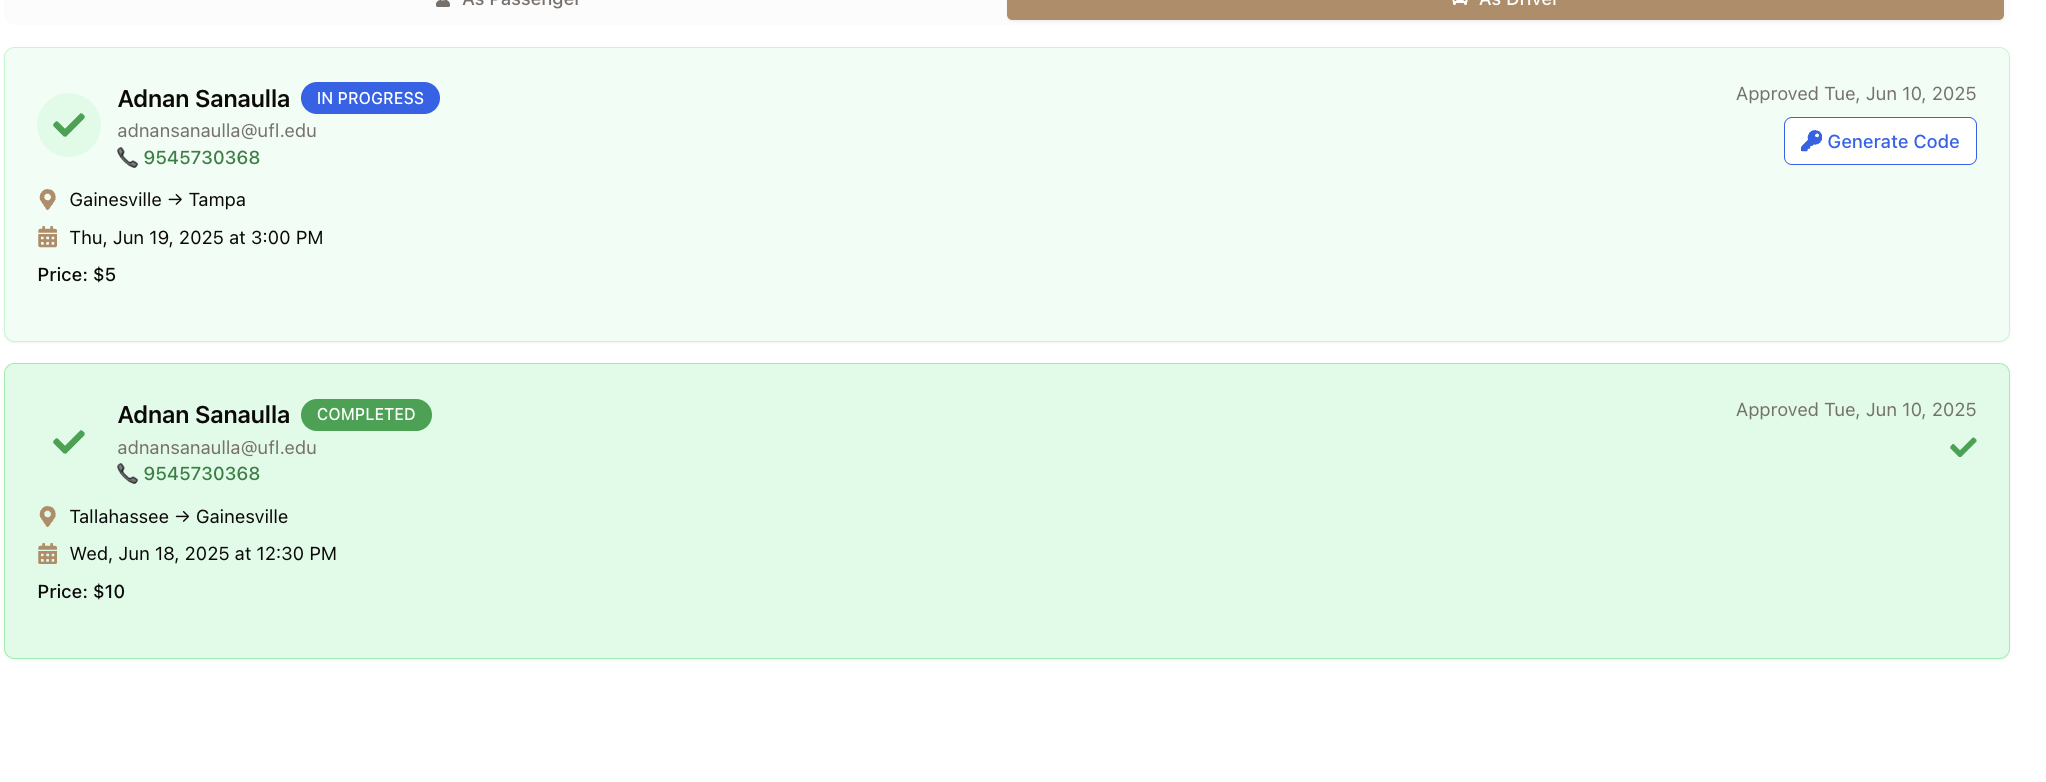 As Passenger
As Driver
Adnan Sanaulla IN PROGRESS
adnansanaulla@ufl.edu
9545730368
Approved Tue, Jun 10, 2025
Generate Code
Gainesville → Tampa
Thu, Jun 19, 2025 at 3:00 PM
Price: $5
Adnan Sanaulla COMPLETED
adnansanaulla@ufl.edu
9545730368
Approved Tue, Jun 10, 2025
Tallahassee → Gainesville
Wed, Jun 18, 2025 at 12:30 PM
Price: $10